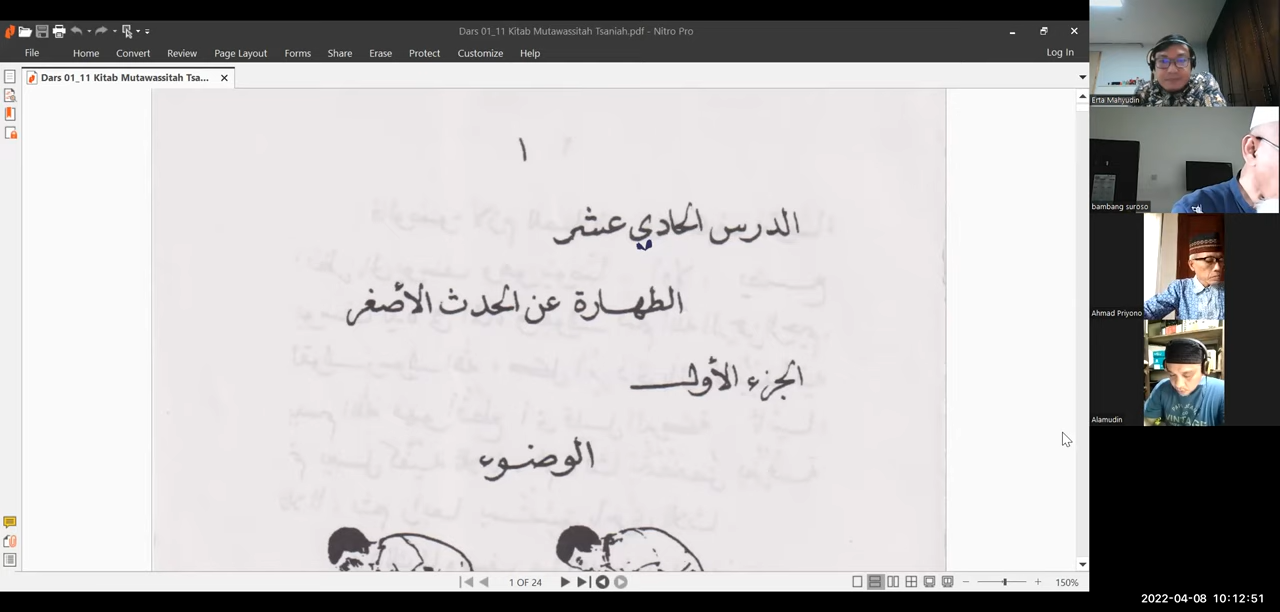 Dars 01_11 Kitab Mutawassitah Tsaniah.pdf - Nitro Pro
File Home Convert Review Page Layout Forms Share Erase Protect Customize Help
Log In
Dars 01_11 Kitab Mutawassitah Tsa...
١
الدرس الحادي عشر
الطهارة عن الحدث الأصغر
الجزء الأول
الوضوء
1 OF 24
150%
Erta Mahyudin
bambang suroso
Ahmad Priyono
Alamudin
2022-04-08 10:12:51